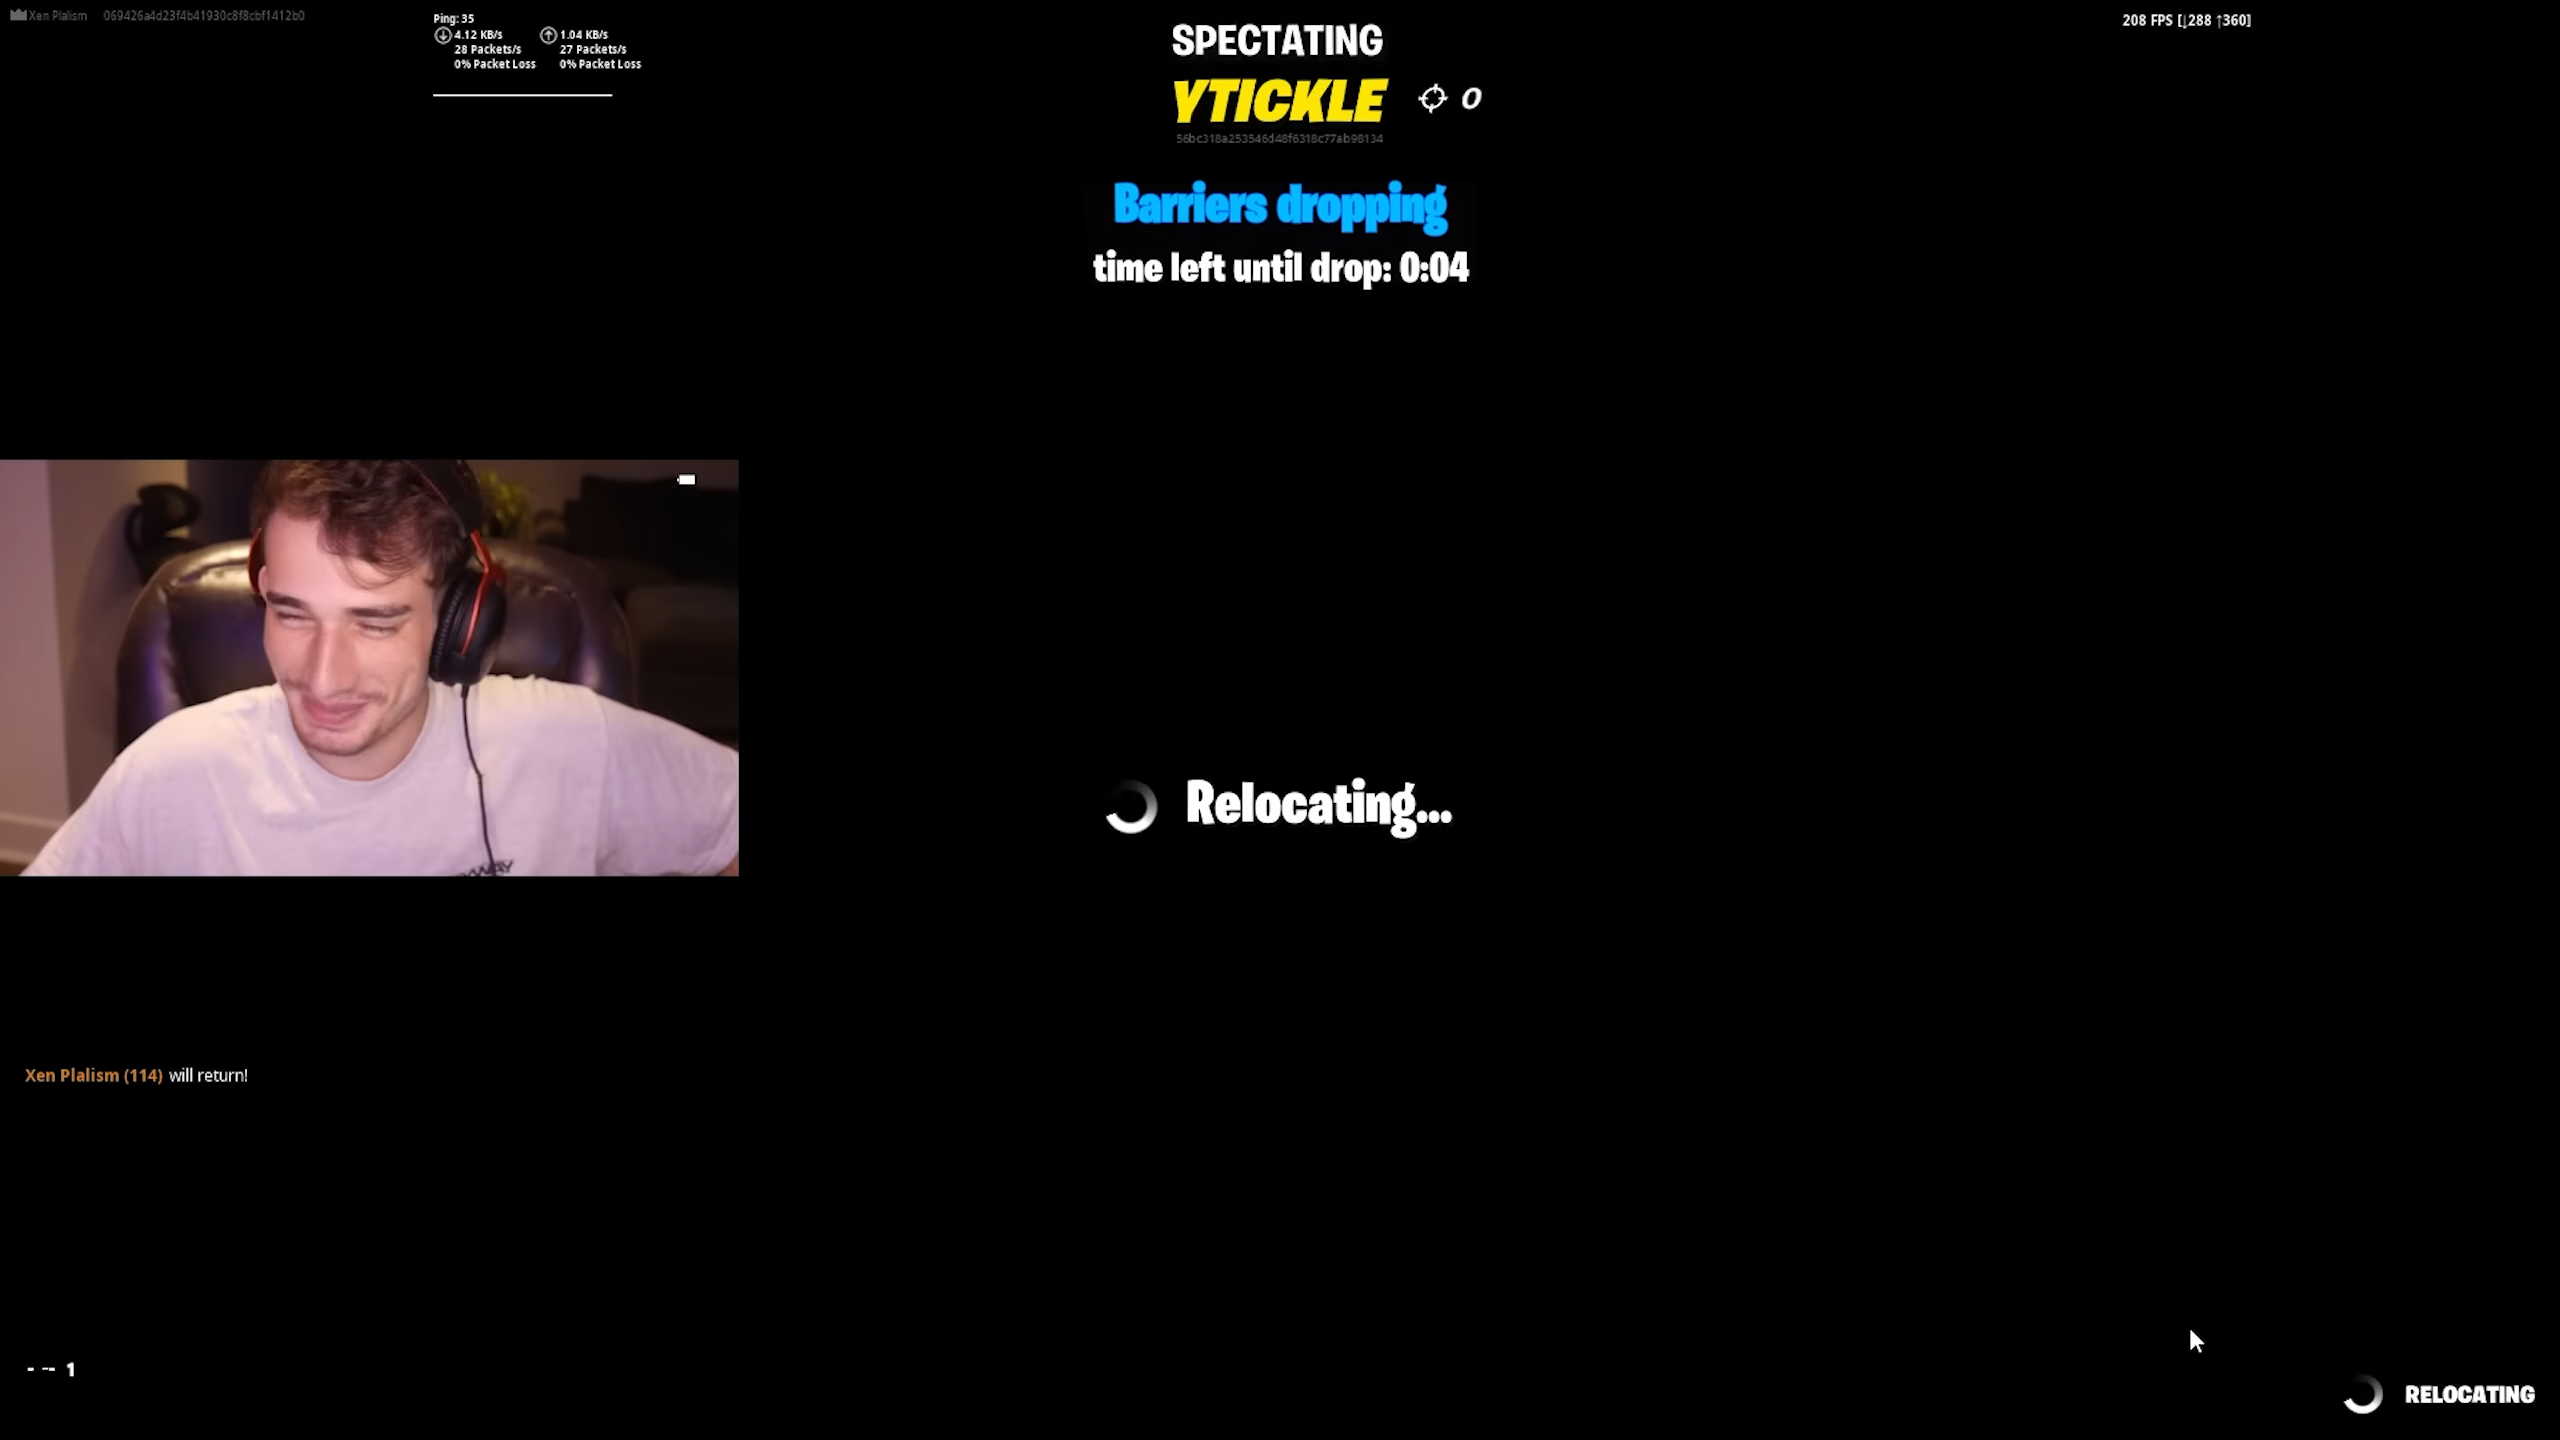 Xen Plalism 069426a4d23f4b41930c8f8cbf1412b0
Ping: 35
4.12 KB/s 1.04 KB/s
28 Packets/s 27 Packets/s
0% Packet Loss 0% Packet Loss
SPECTATING
YTICKLE 0
56bc318a253546d48f6318c77ab98134
208 FPS [↓288 ↑360]
Barriers dropping
time left until drop: 0:04
Relocating...
Xen Plalism (114) will return!
- -- 1
RELOCATING